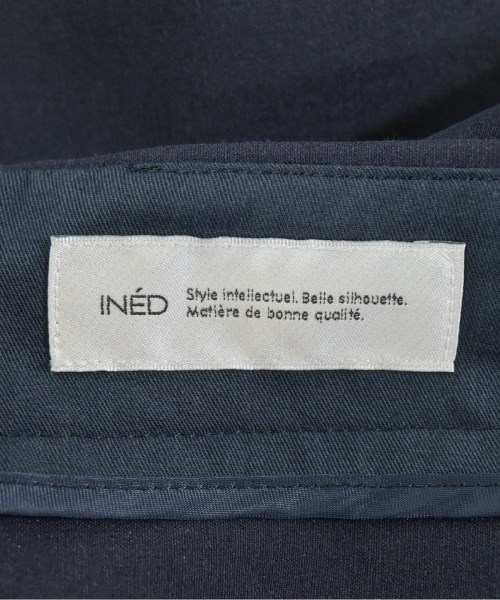 INÉD
Style intellectuel. Belle silhouette.
Matière de bonne qualité.